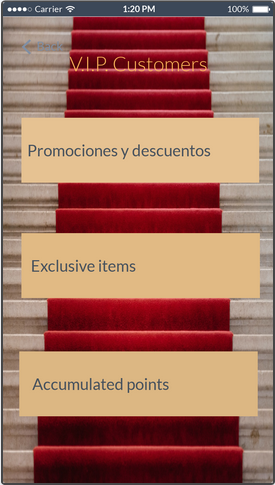 Carrier 1:20 PM 100%
V.I.P. Customers
Promociones y descuentos
Exclusive items
Accumulated points